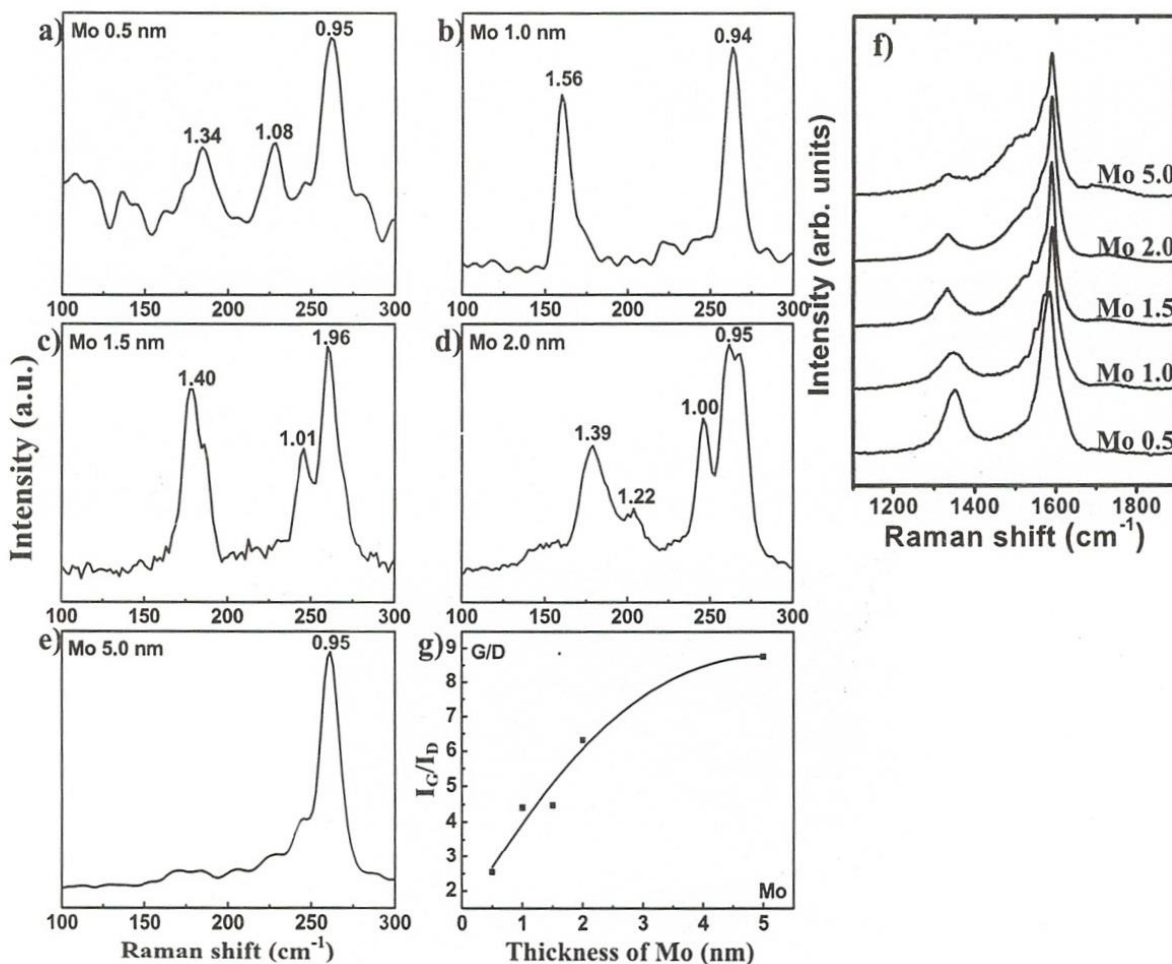 a) Mo 0.5 nm
0.95
1.34
1.08
100 150 200 250 300
b) Mo 1.0 nm
0.94
1.56
100 150 200 250 300
c) Mo 1.5 nm
1.96
1.40
1.01
100 150 200 250 300
d) Mo 2.0 nm
0.95
1.00
1.39
1.22
100 150 200 250 300
Intensity (a.u.)
e) Mo 5.0 nm
0.95
100 150 200 250 300
Raman shift (cm⁻¹)
f)
Mo 5.0
Mo 2.0
Mo 1.5
Mo 1.0
Mo 0.5
Intensity (arb. units)
1200 1400 1600 1800
Raman shift (cm⁻¹)
g) G/D
9
8
7
6
5
4
3
2
I_G/I_D
Mo
0 1 2 3 4 5
Thickness of Mo (nm)